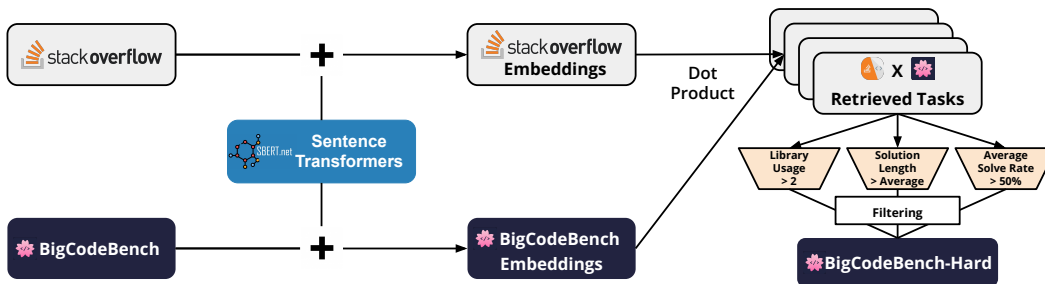 stackoverflow
+
stackoverflow
Embeddings
Dot
Product
X
Retrieved Tasks
SBERT.net
Sentence
Transformers
Library
Usage
> 2
Solution
Length
> Average
Average
Solve Rate
> 50%
Filtering
BigCodeBench
+
BigCodeBench
Embeddings
BigCodeBench-Hard